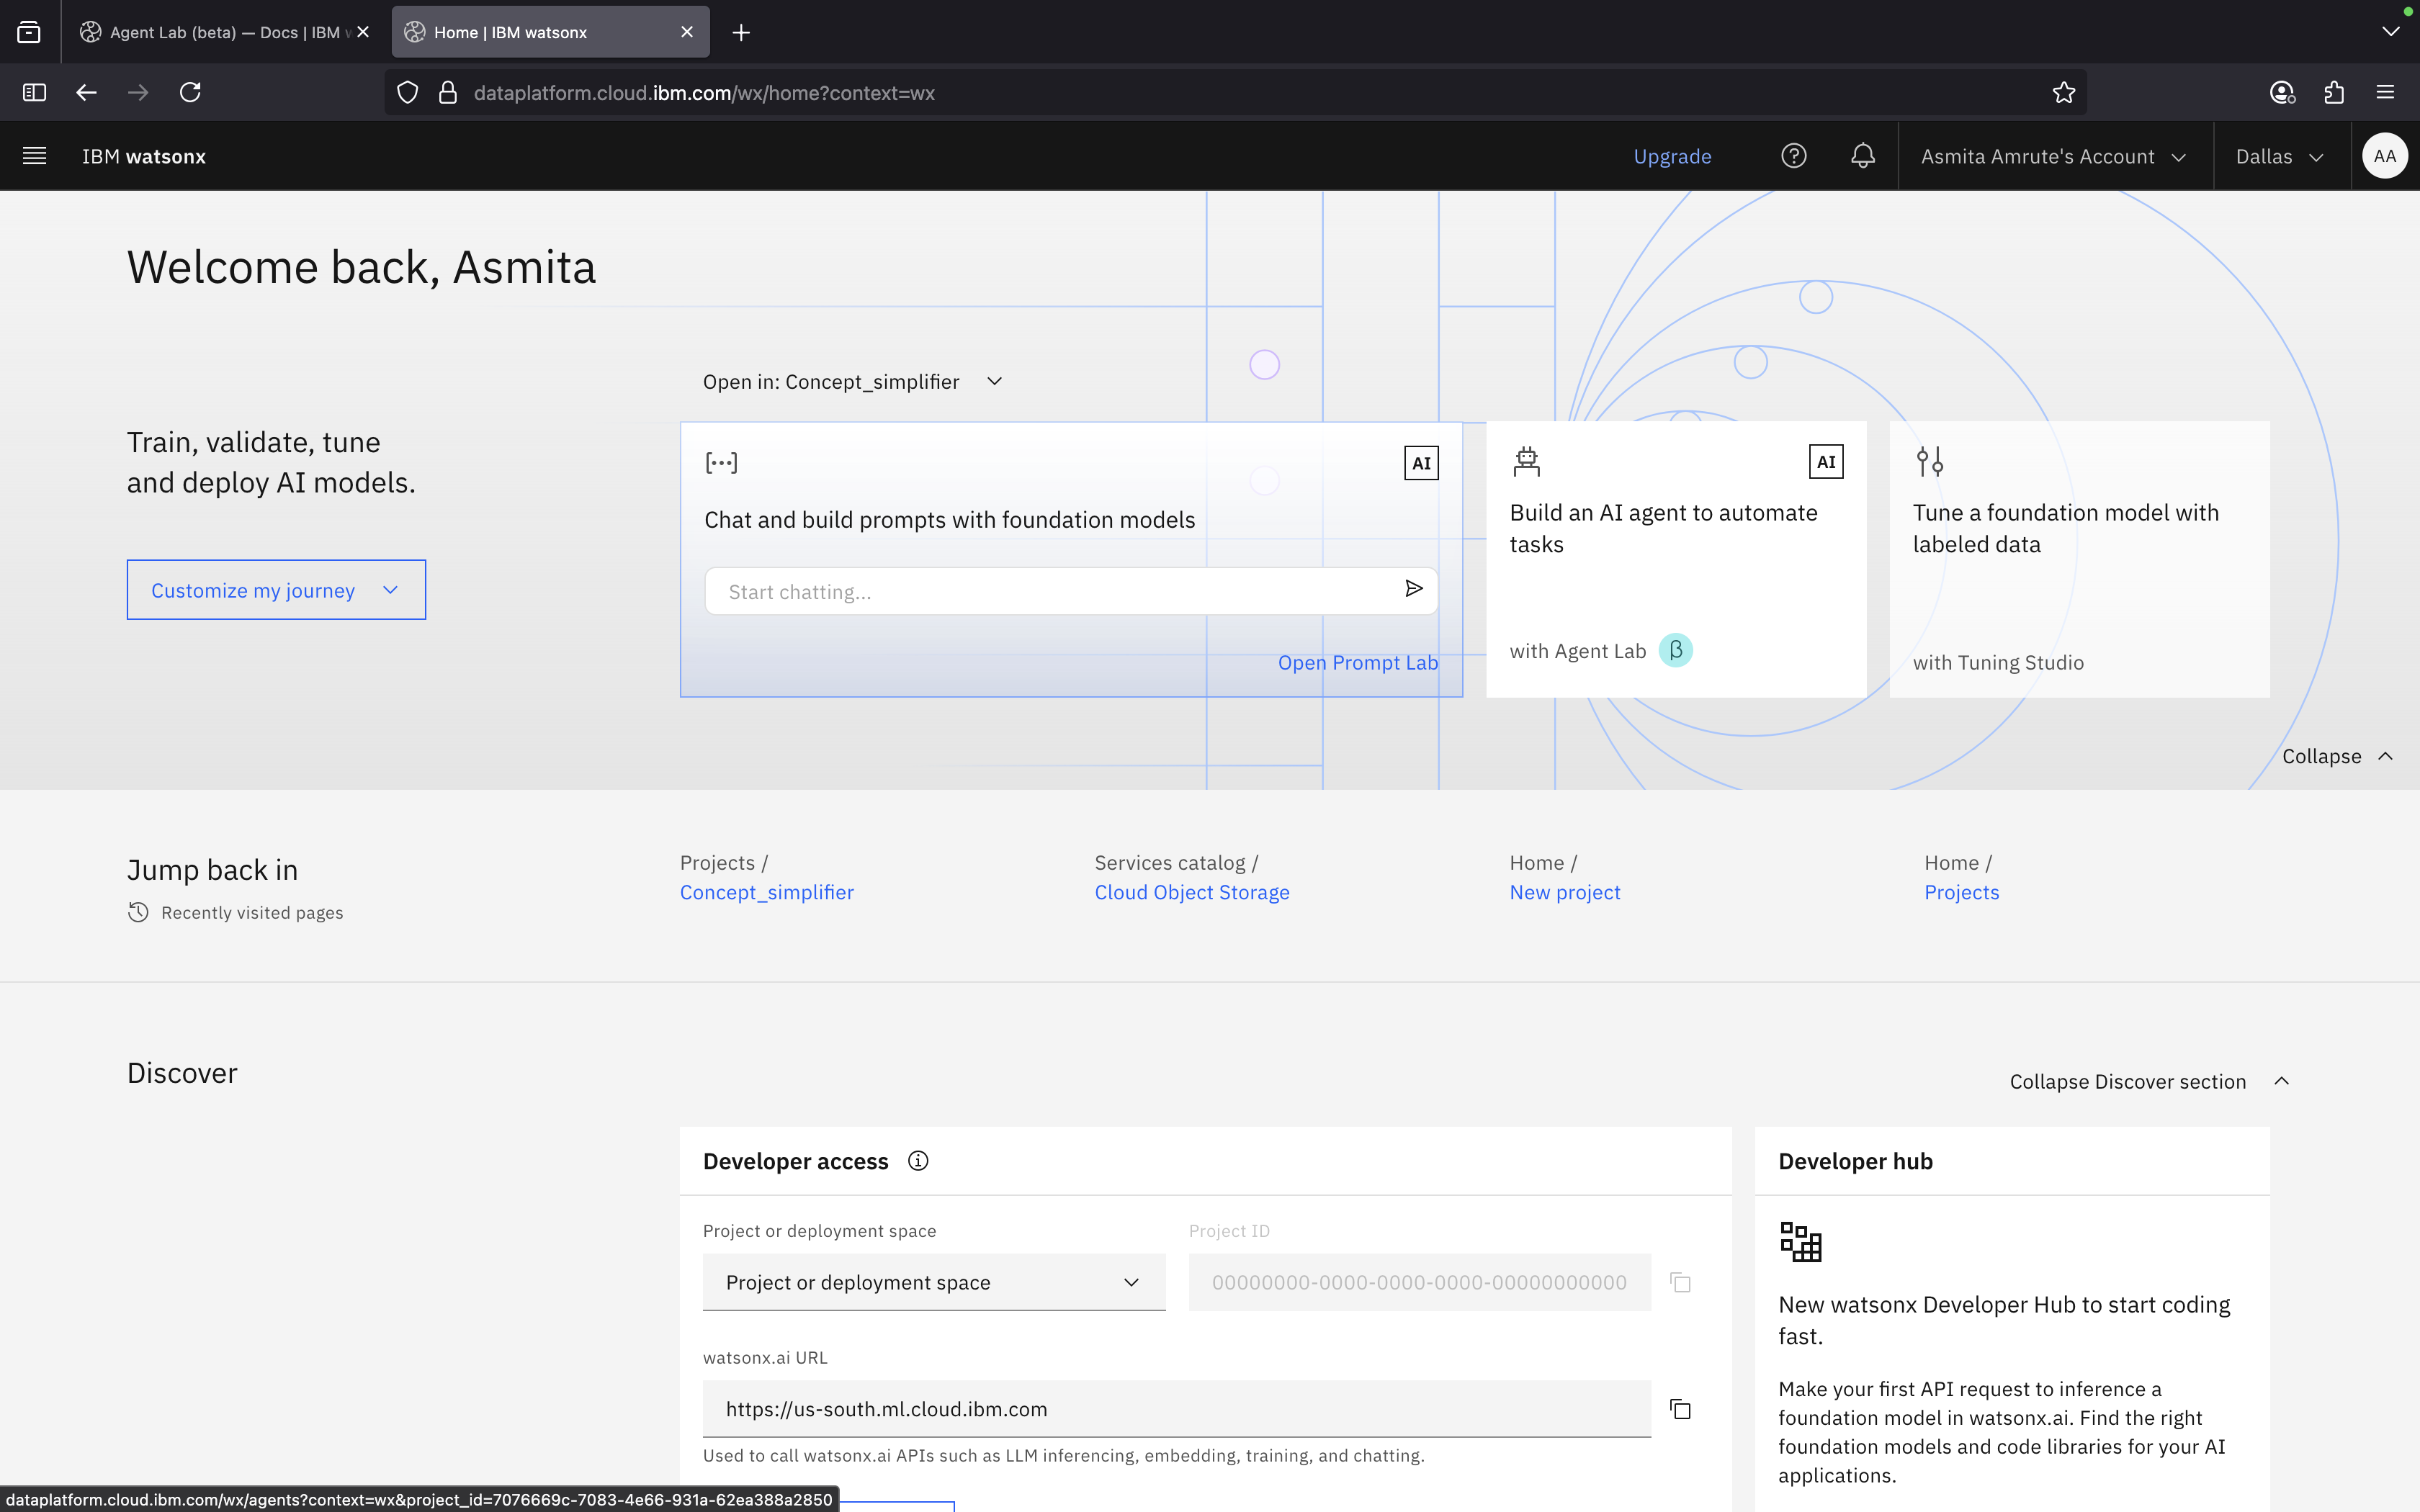 Agent Lab (beta) — Docs | IBM w
Home | IBM watsonx
dataplatform.cloud.ibm.com/wx/home?context=wx
IBM watsonx
Upgrade
Asmita Amrute's Account
Dallas
AA
Welcome back, Asmita
Open in: Concept_simplifier
Train, validate, tune
and deploy AI models.
Customize my journey
[...]
AI
Chat and build prompts with foundation models
Start chatting...
Open Prompt Lab
AI
Build an AI agent to automate
tasks
with Agent Lab β
Tune a foundation model with
labeled data
with Tuning Studio
Collapse
Jump back in
Recently visited pages
Projects /
Concept_simplifier
Services catalog /
Cloud Object Storage
Home /
New project
Home /
Projects
Discover
Collapse Discover section
Developer access
Project or deployment space
Project or deployment space
Project ID
00000000-0000-0000-0000-00000000000
watsonx.ai URL
https://us-south.ml.cloud.ibm.com
Used to call watsonx.ai APIs such as LLM inferencing, embedding, training, and chatting.
Developer hub
New watsonx Developer Hub to start coding
fast.
Make your first API request to inference a
foundation model in watsonx.ai. Find the right
foundation models and code libraries for your AI
applications.
dataplatform.cloud.ibm.com/wx/agents?context=wx&project_id=7076669c-7083-4e66-931a-62ea388a2850